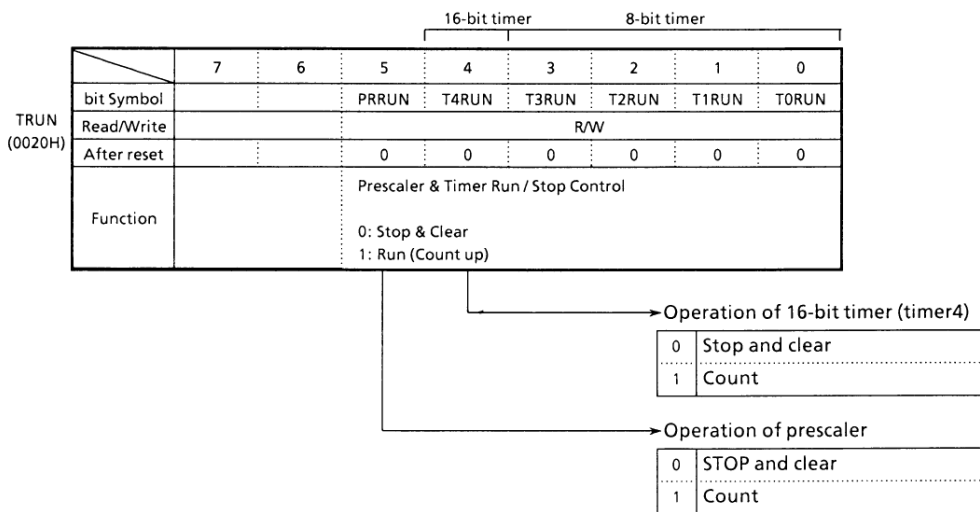 16-bit timer 8-bit timer
7 6 5 4 3 2 1 0
bit Symbol PRRUN T4RUN T3RUN T2RUN T1RUN T0RUN
TRUN
(0020H)
Read/Write R/W
After reset 0 0 0 0 0 0
Function
Prescaler & Timer Run / Stop Control
0: Stop & Clear
1: Run (Count up)
Operation of 16-bit timer (timer4)
0 Stop and clear
1 Count
Operation of prescaler
0 STOP and clear
1 Count